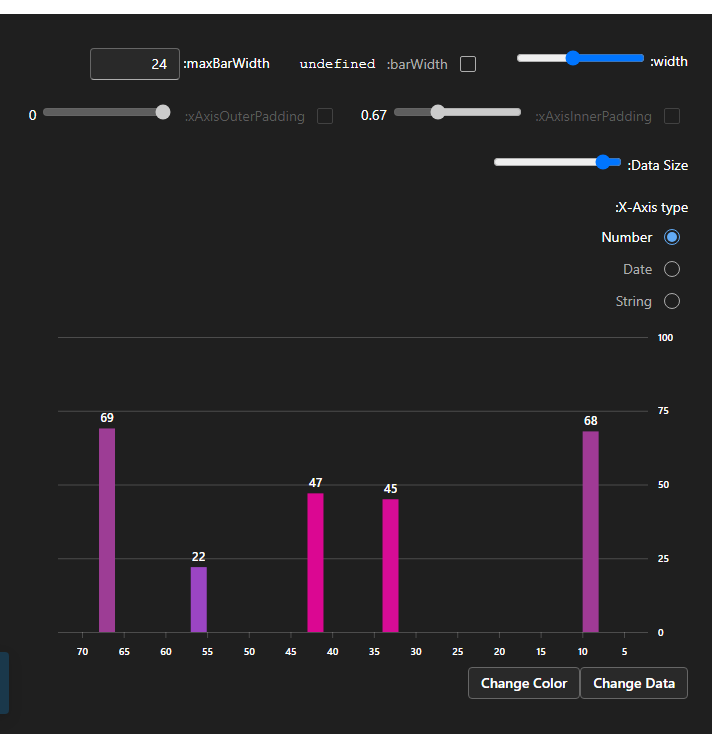 :width
undefined :barWidth
24 :maxBarWidth
:xAxisInnerPadding
0.67
:xAxisOuterPadding
0
:Data Size
:X-Axis type
Number
Date
String
100
75
50
25
0
69
22
47
45
68
70 65 60 55 50 45 40 35 30 25 20 15 10 5
Change Color Change Data